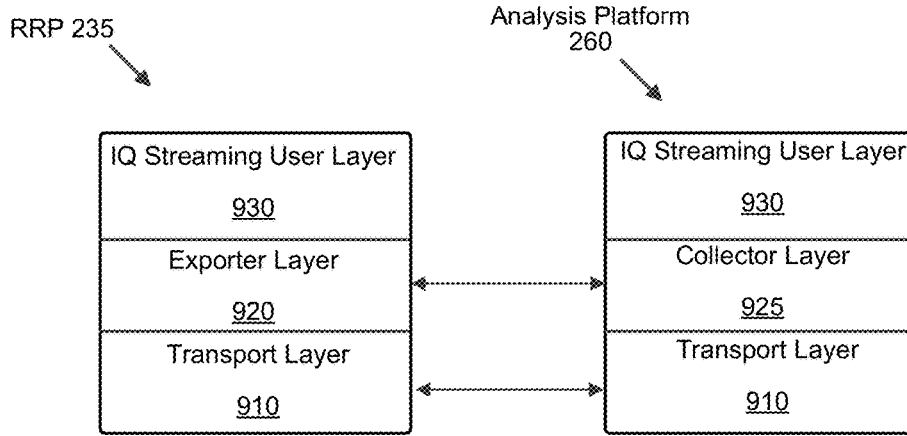 RRP 235
Analysis Platform
260
IQ Streaming User Layer
930
Exporter Layer
920
Transport Layer
910
IQ Streaming User Layer
930
Collector Layer
925
Transport Layer
910